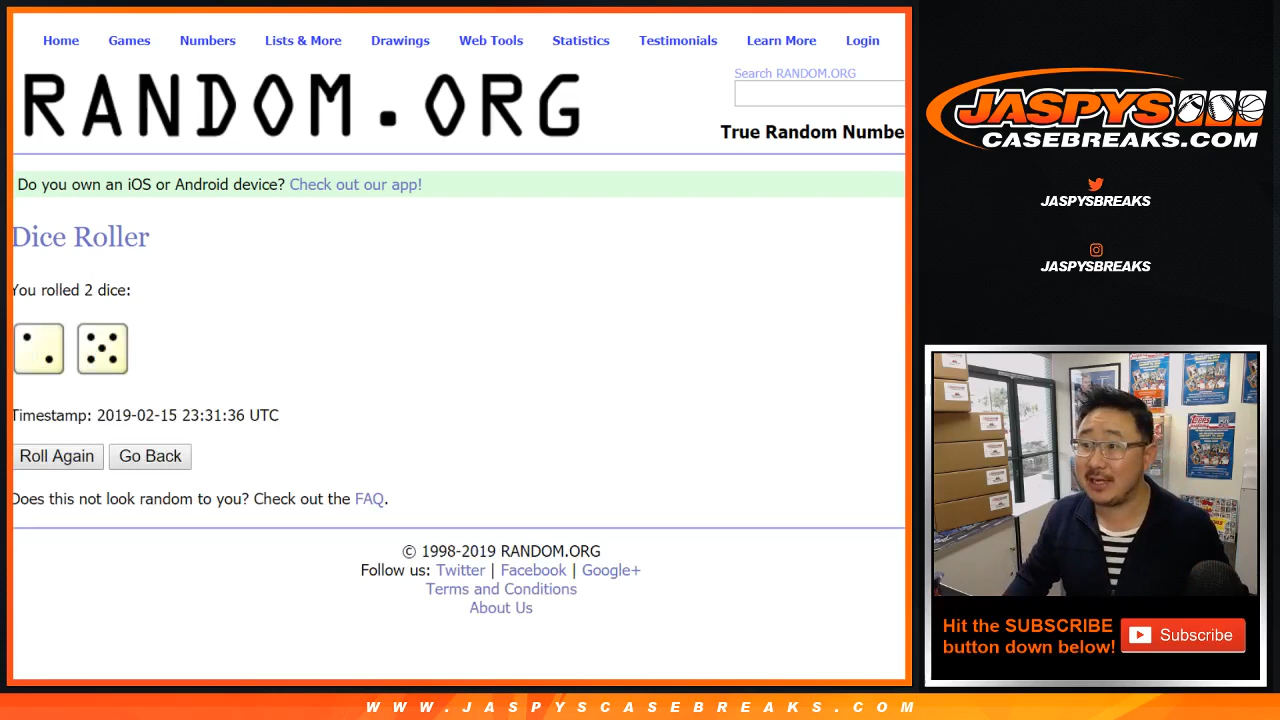 Home Games Numbers Lists & More Drawings Web Tools Statistics Testimonials Learn More Login
RANDOM.ORG
Search RANDOM.ORG
True Random Numbe
Do you own an iOS or Android device? Check out our app!
Dice Roller
You rolled 2 dice:
Timestamp: 2019-02-15 23:31:36 UTC
Roll Again Go Back
Does this not look random to you? Check out the FAQ.
© 1998-2019 RANDOM.ORG
Follow us: Twitter | Facebook | Google+
Terms and Conditions
About Us
JASPYS
CASEBREAKS.COM
JASPYSBREAKS
JASPYSBREAKS
Hit the SUBSCRIBE
button down below!
Subscribe
WWW.JASPYSCASEBREAKS.COM